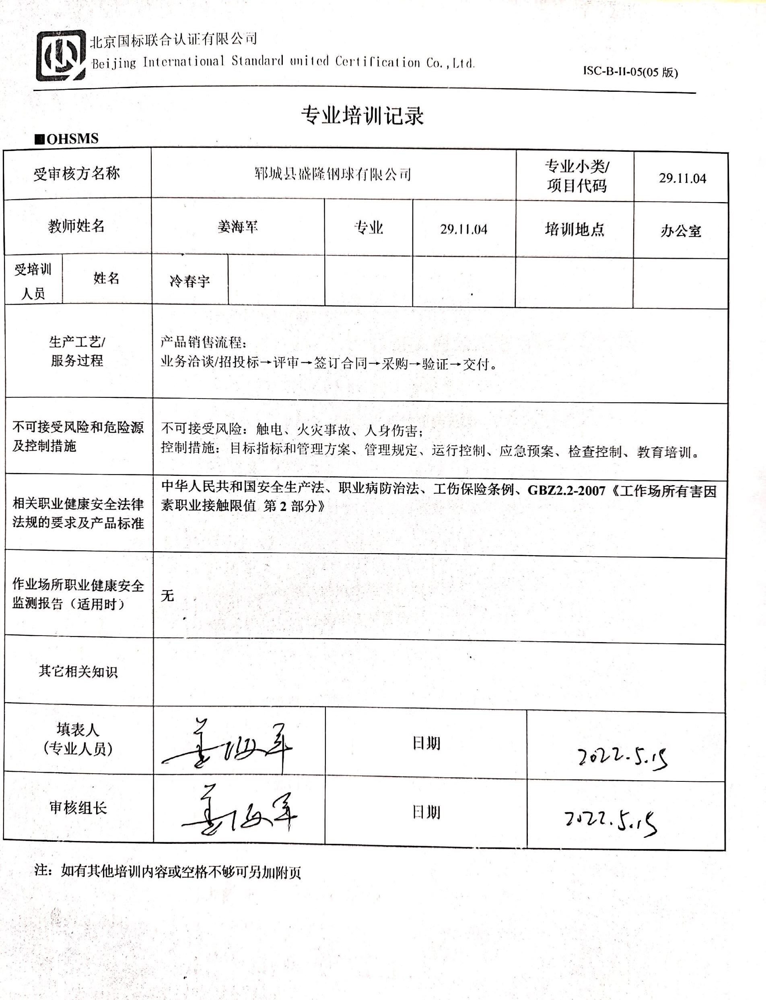 北京国标联合认证有限公司
Beijing International Standard united Certification Co.,Ltd.
ISC-B-II-05(05 版)
专业培训记录
■OHSMS
受审核方名称
郓城县盛隆钢球有限公司
专业小类/
项目代码
29.11.04
教师姓名
姜海军
专业
29.11.04
培训地点
办公室
受培训
人员
姓名
冷春宇
生产工艺/
服务过程
产品销售流程：
业务洽谈/招投标→评审→签订合同→采购→验证→交付。
不可接受风险和危险源
及控制措施
不可接受风险：触电、火灾事故、人身伤害；
控制措施：目标指标和管理方案、管理规定、运行控制、应急预案、检查控制、教育培训。
相关职业健康安全法律
法规的要求及产品标准
中华人民共和国安全生产法、职业病防治法、工伤保险条例、GBZ2.2-2007《工作场所有害因
素职业接触限值 第 2 部分》
作业场所职业健康安全
监测报告（适用时）
无
其它相关知识
填表人
(专业人员)
姜海军
日期
2022.5.15
审核组长
姜海军
日期
2022.5.15
注：如有其他培训内容或空格不够可另加附页